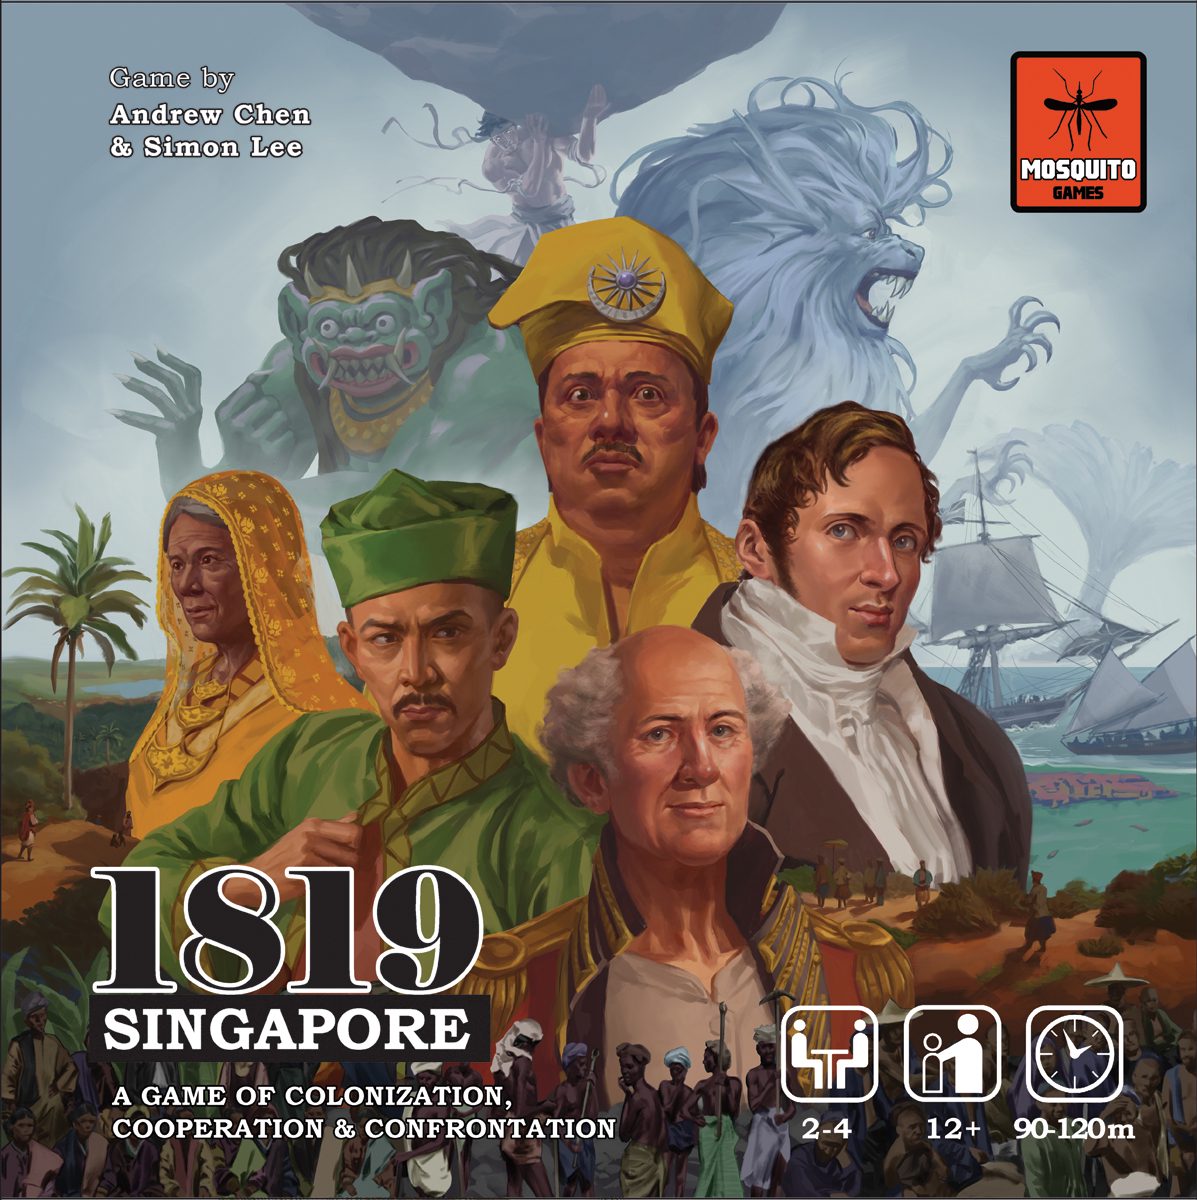 Game by
Andrew Chen
& Simon Lee
MOSQUITO
GAMES
1819
SINGAPORE
A GAME OF COLONIZATION,
COOPERATION & CONFRONTATION
2-4
12+
90-120m